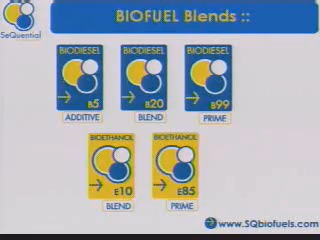 BIOFUEL Blends ::
SeQuential
BIODIESEL BIODIESEL BIODIESEL
B5 B20 B99
ADDITIVE BLEND PRIME
BIOETHANOL BIOETHANOL
E10 E85
BLEND PRIME
www.SQbiofuels.com